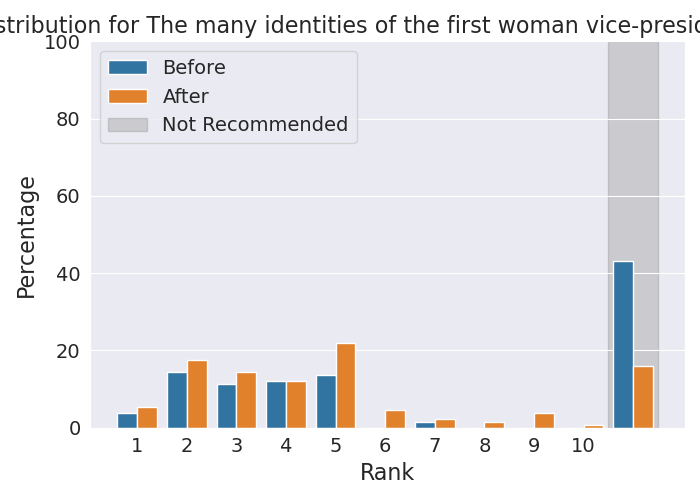 stribution for The many identities of the first woman vice-presid
100
80
60
40
20
0
Before
After
Not Recommended
Percentage
1 2 3 4 5 6 7 8 9 10
Rank